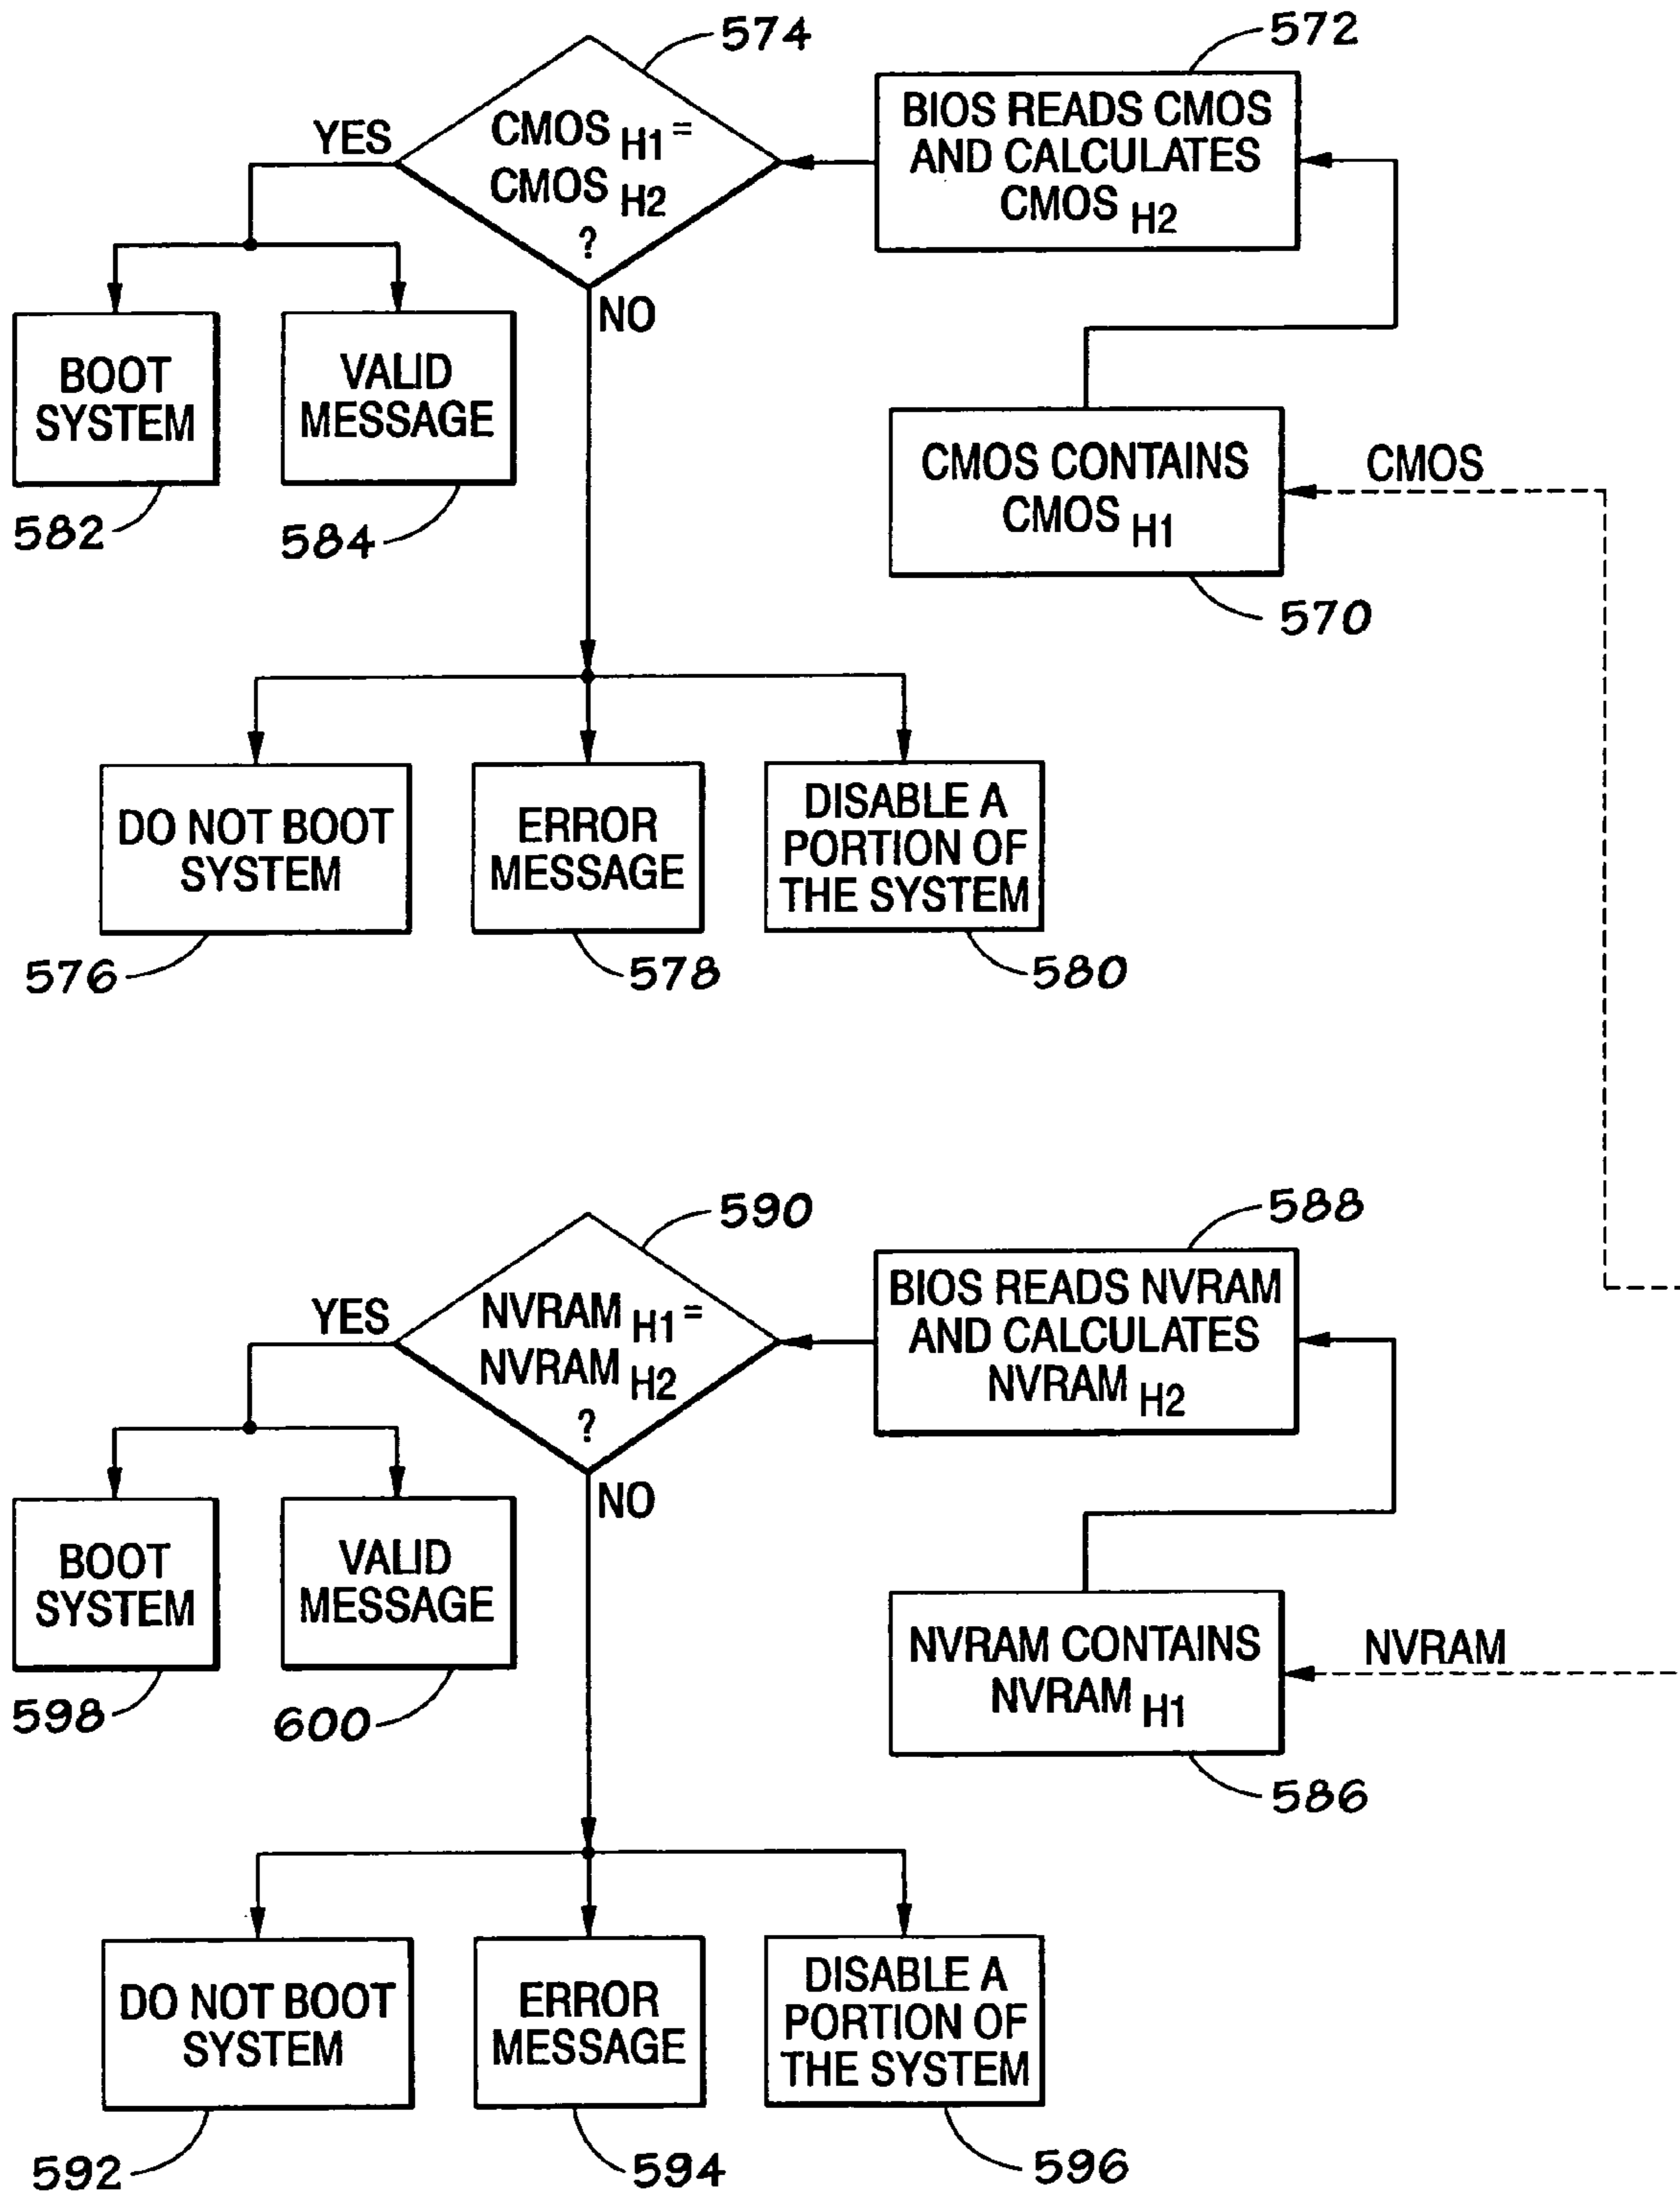 574
572
YES
CMOS H1 =
CMOS H2
?
BIOS READS CMOS
AND CALCULATES
CMOS H2
NO
BOOT
SYSTEM
VALID
MESSAGE
582
584
CMOS CONTAINS
CMOS H1
CMOS
570
DO NOT BOOT
SYSTEM
ERROR
MESSAGE
DISABLE A
PORTION OF
THE SYSTEM
576
578
580
590
588
YES
NVRAM H1 =
NVRAM H2
?
BIOS READS NVRAM
AND CALCULATES
NVRAM H2
NO
BOOT
SYSTEM
VALID
MESSAGE
598
600
NVRAM CONTAINS
NVRAM H1
NVRAM
586
DO NOT BOOT
SYSTEM
ERROR
MESSAGE
DISABLE A
PORTION OF
THE SYSTEM
592
594
596